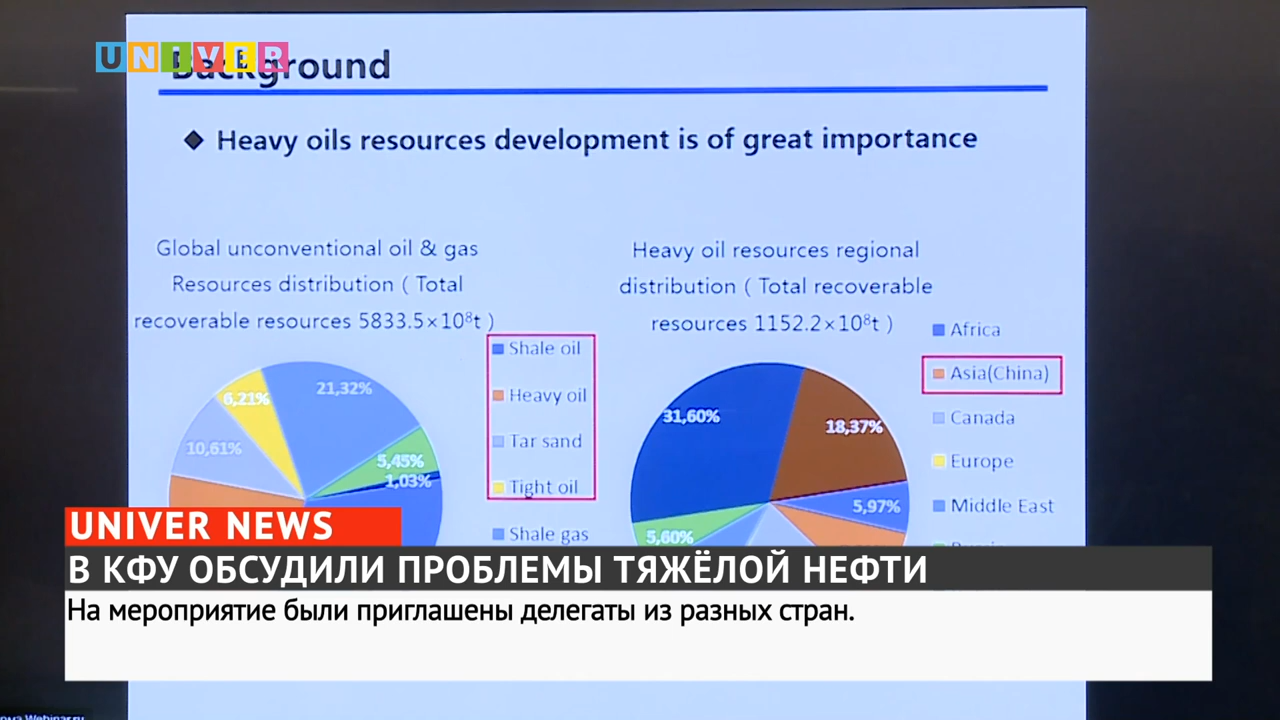 UNIVER
Background
Heavy oils resources development is of great importance
Global unconventional oil & gas
Resources distribution ( Total
recoverable resources 5833.5×10⁸t )
Shale oil
Heavy oil
Tar sand
Tight oil
Shale gas
21,32%
6,21%
10,61%
5,45%
1,03%
Heavy oil resources regional
distribution ( Total recoverable
resources 1152.2×10⁸t )
Africa
Asia(China)
Canada
Europe
Middle East
31,60%
18,37%
5,97%
5,60%
UNIVER NEWS
В КФУ ОБСУДИЛИ ПРОБЛЕМЫ ТЯЖЁЛОЙ НЕФТИ
На мероприятие были приглашены делегаты из разных стран.
Webinar.ru